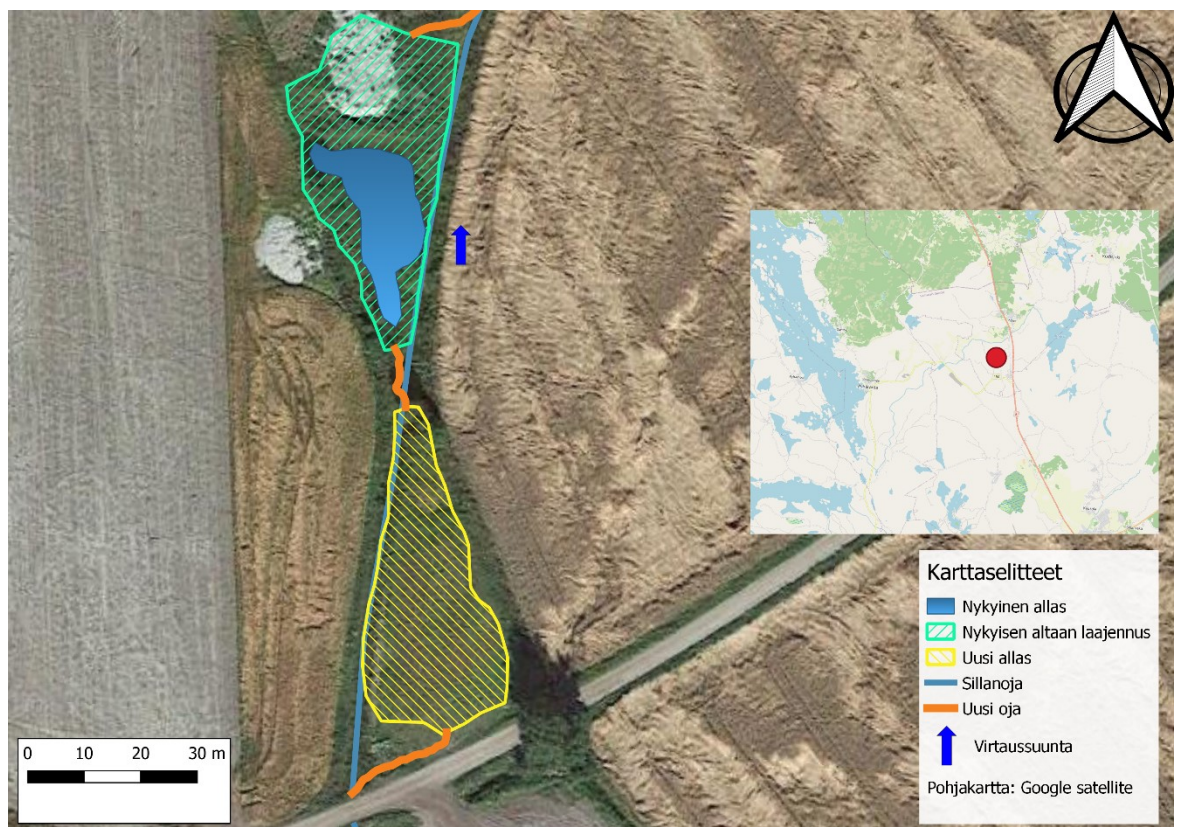 Karttaselitteet
Nykyinen allas
Nykyisen altaan laajennus
Uusi allas
Sillanoja
Uusi oja
Virtaussuunta
Pohjakartta: Google satellite
0 10 20 30 m